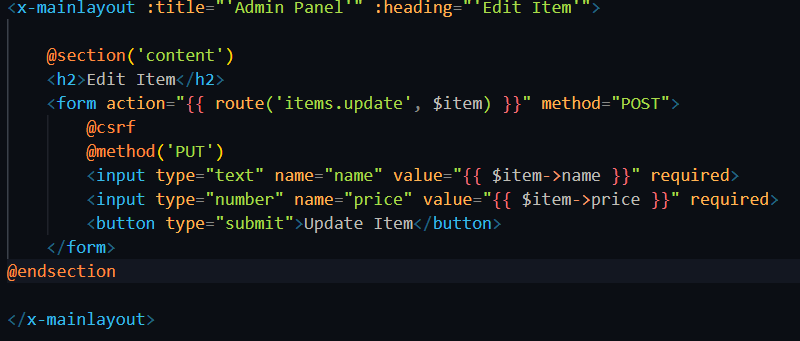 <x-mainlayout :title="'Admin Panel'" :heading="'Edit Item'">
@section('content')
<h2>Edit Item</h2>
<form action="{{ route('items.update', $item) }}" method="POST">
@csrf
@method('PUT')
<input type="text" name="name" value="{{ $item->name }}" required>
<input type="number" name="price" value="{{ $item->price }}" required>
<button type="submit">Update Item</button>
</form>
@endsection
</x-mainlayout>